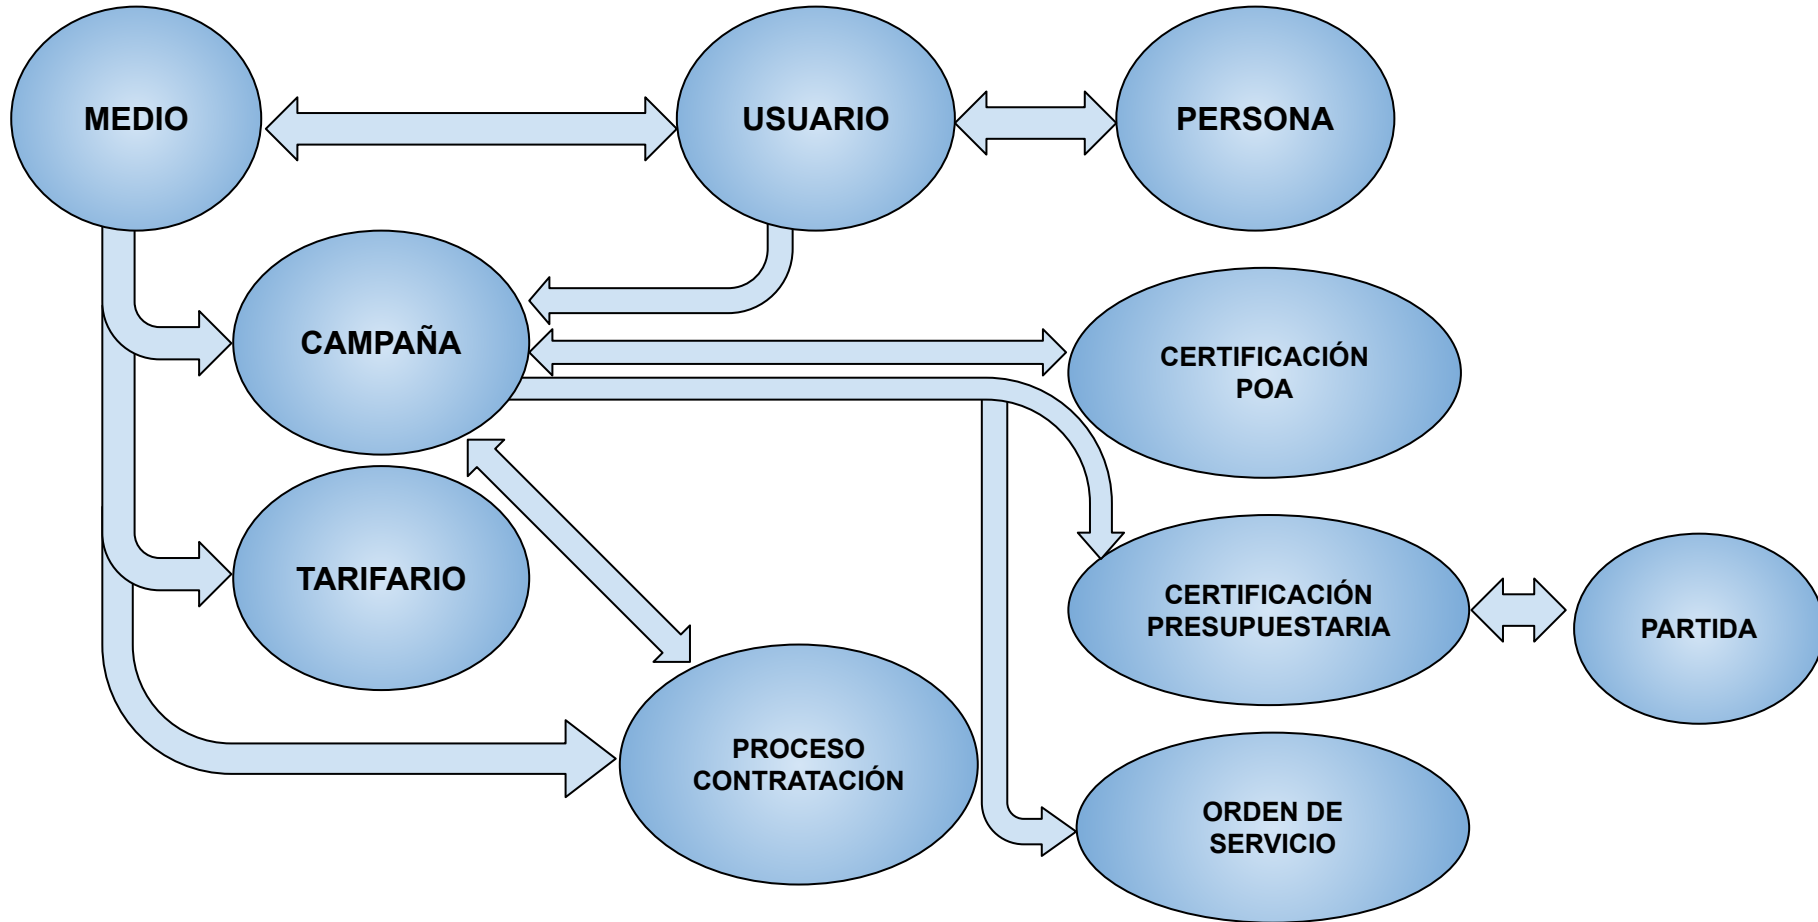 MEDIO
USUARIO
PERSONA
CAMPAÑA
CERTIFICACIÓN
POA
TARIFARIO
CERTIFICACIÓN
PRESUPUESTARIA
PARTIDA
PROCESO
CONTRATACIÓN
ORDEN DE
SERVICIO